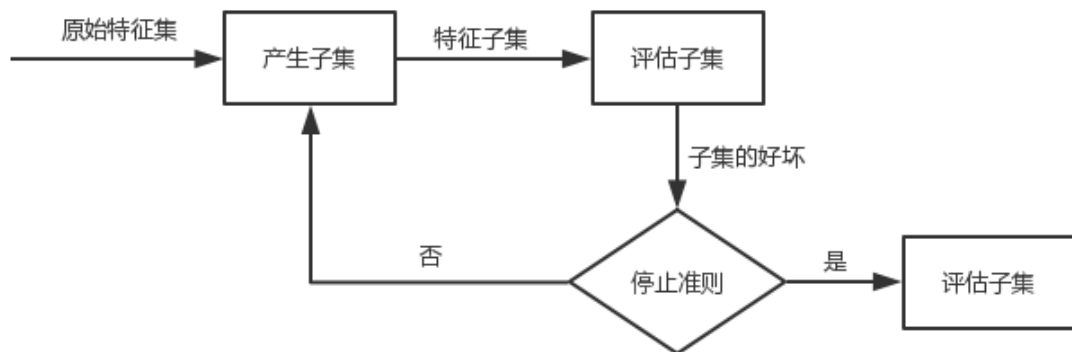 原始特征集
产生子集
特征子集
评估子集
子集的好坏
否
停止准则
是
评估子集